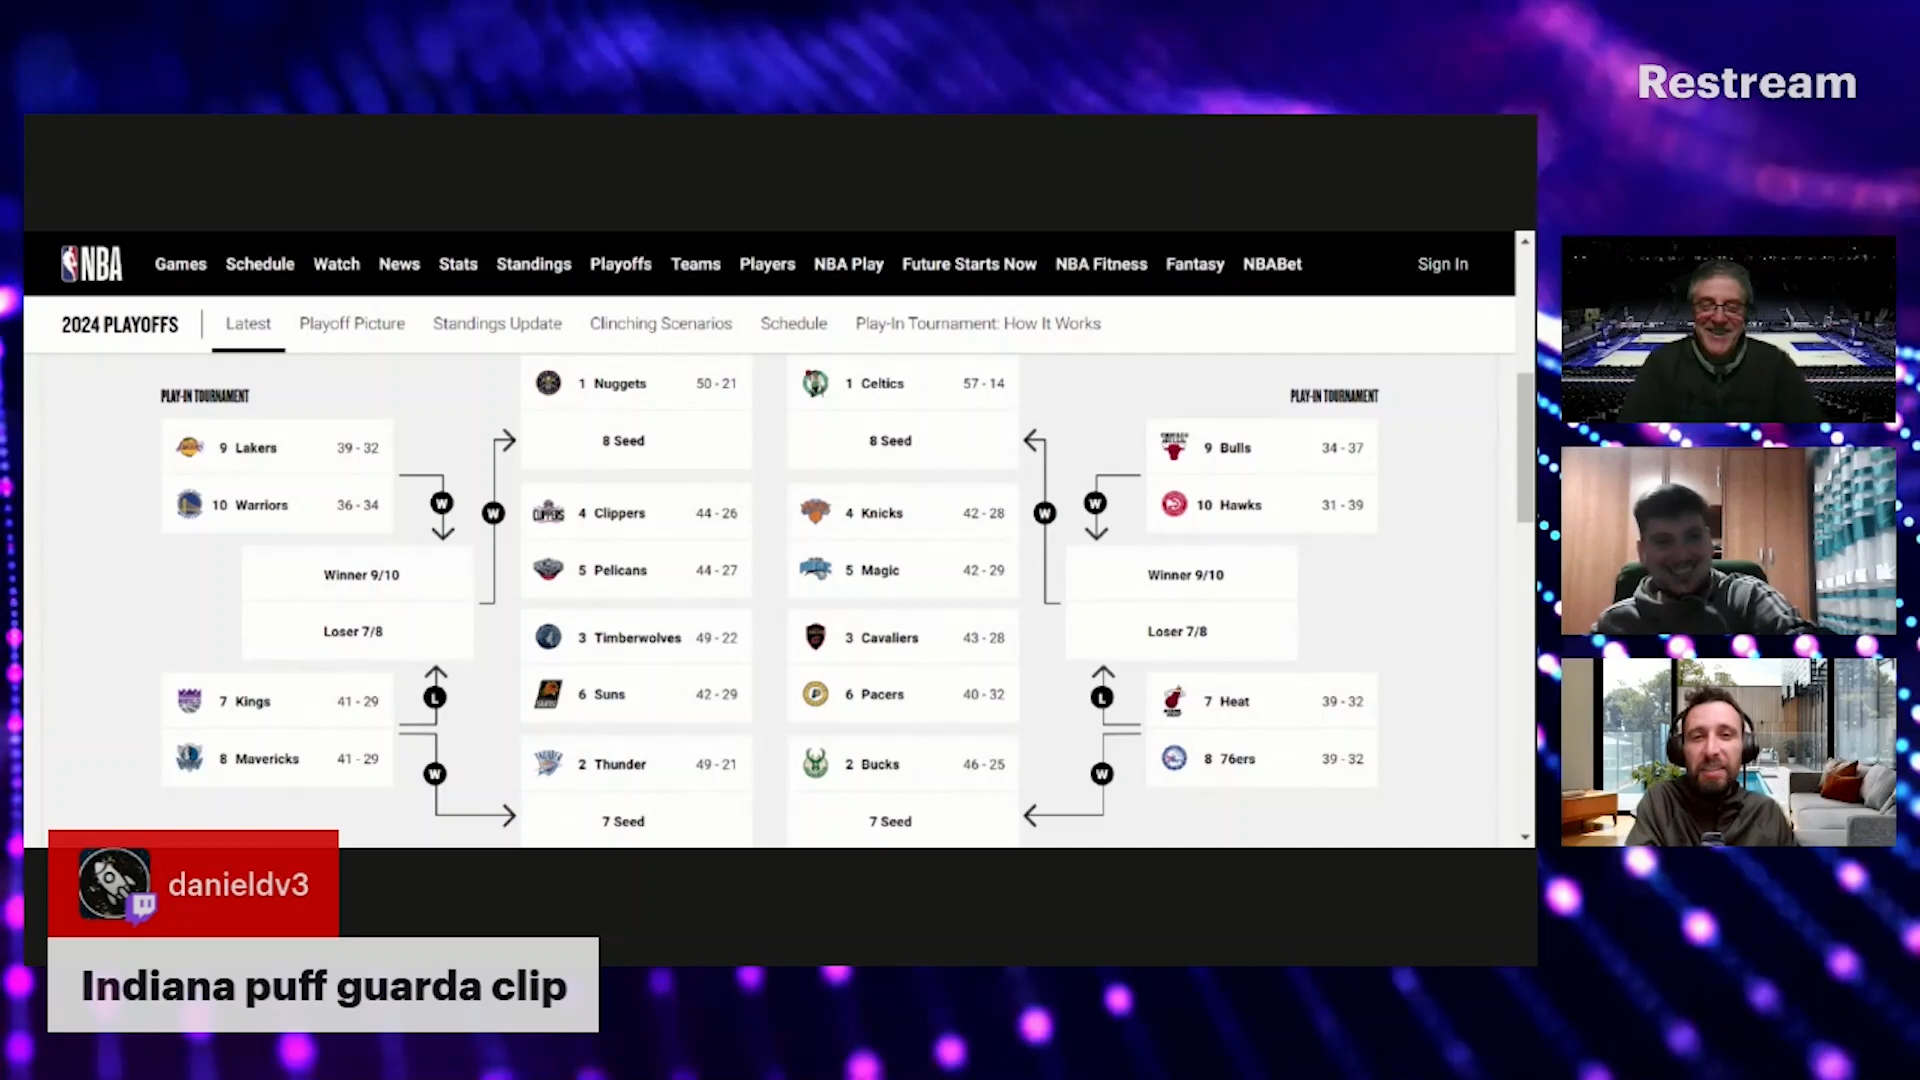 Restream
NBA
Games Schedule Watch News Stats Standings Playoffs Teams Players NBA Play Future Starts Now NBA Fitness Fantasy NBABet Sign In
2024 PLAYOFFS Latest Playoff Picture Standings Update Clinching Scenarios Schedule Play-In Tournament: How It Works
PLAY-IN TOURNAMENT
9 Lakers 39 - 32
10 Warriors 36 - 34
W
Winner 9/10
Loser 7/8
W
7 Kings 41 - 29
8 Mavericks 41 - 29
L
W
1 Nuggets 50 - 21
8 Seed
CLIPPERS
4 Clippers 44 - 26
5 Pelicans 44 - 27
3 Timberwolves 49 - 22
6 Suns 42 - 29
2 Thunder 49 - 21
7 Seed
1 Celtics 57 - 14
8 Seed
4 Knicks 42 - 28
5 Magic 42 - 29
3 Cavaliers 43 - 28
6 Pacers 40 - 32
2 Bucks 46 - 25
7 Seed
PLAY-IN TOURNAMENT
9 Bulls 34 - 37
10 Hawks 31 - 39
W
W
Winner 9/10
Loser 7/8
7 Heat 39 - 32
8 76ers 39 - 32
L
W
danieldv3
Indiana puff guarda clip